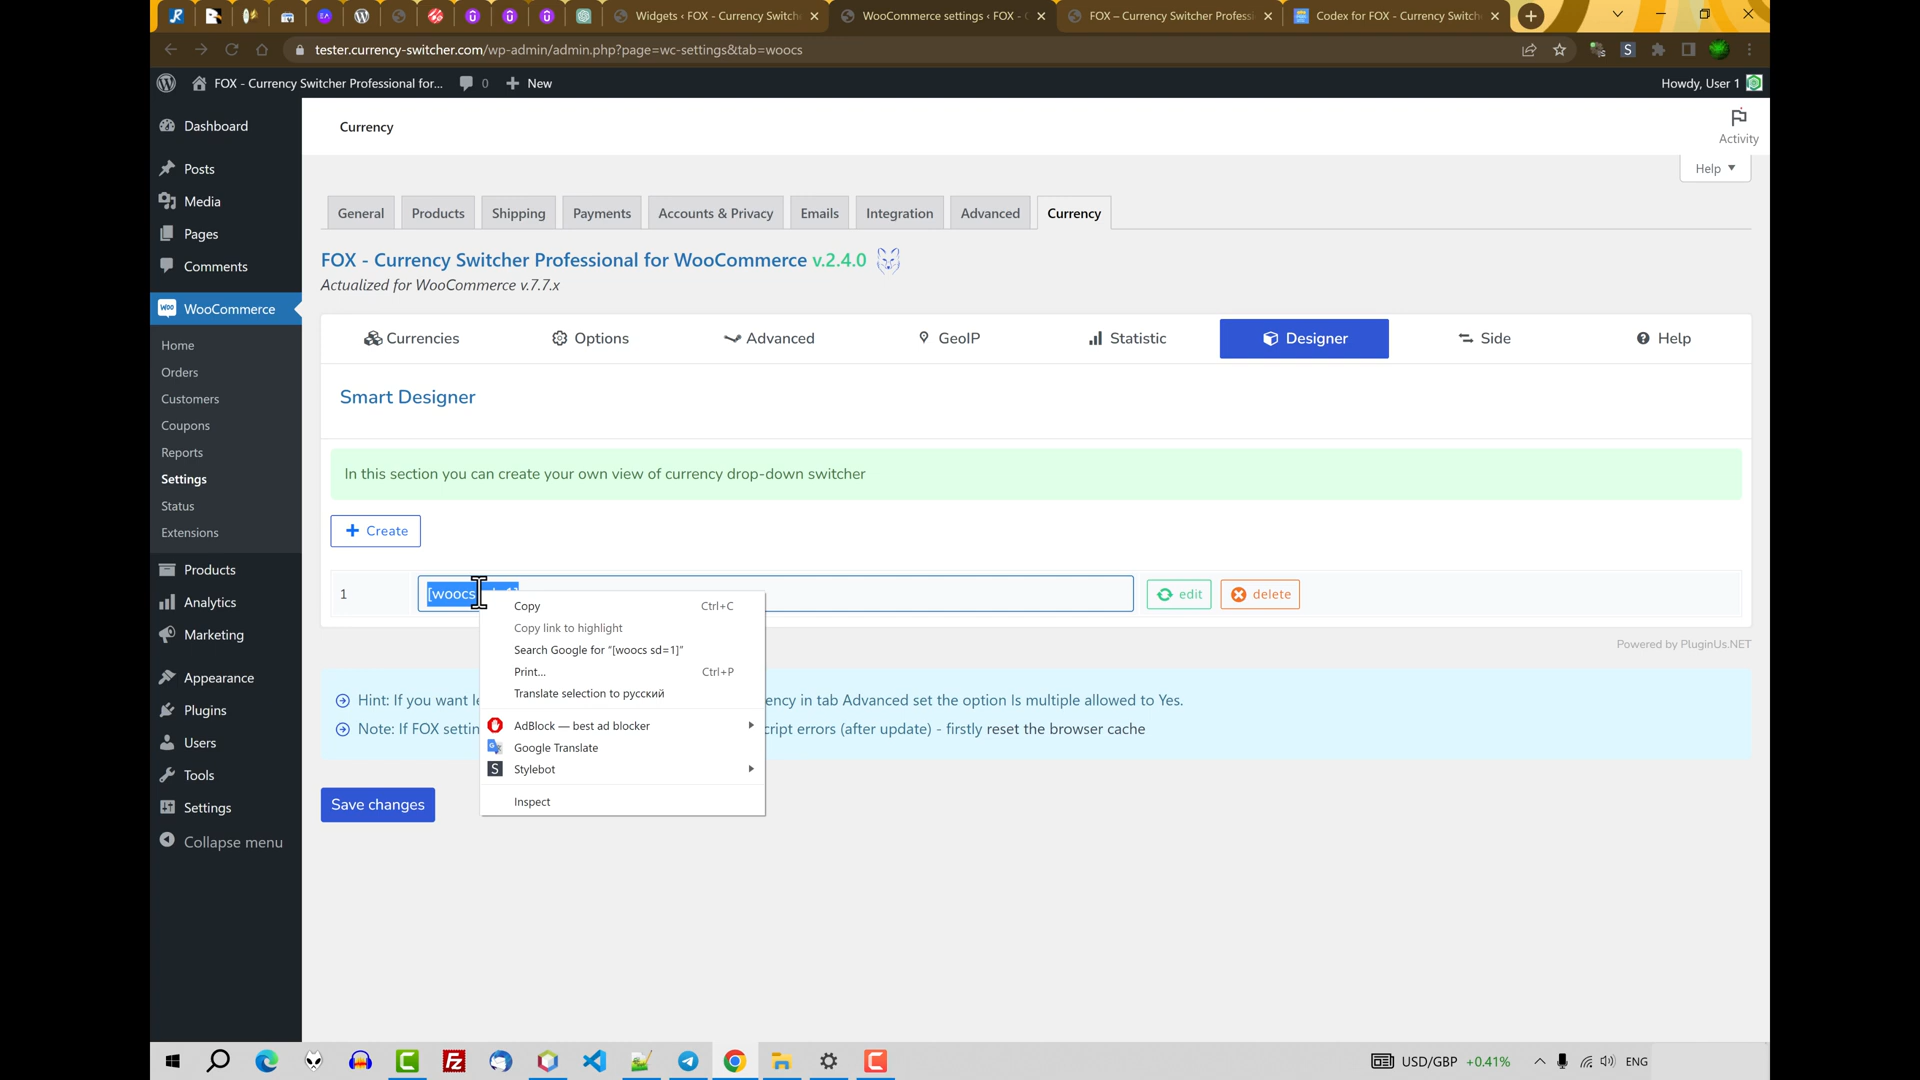 Widgets ‹ FOX - Currency Switch
WooCommerce settings ‹ FOX -
FOX – Currency Switcher Profess
Codex for FOX - Currency Switch
tester.currency-switcher.com/wp-admin/admin.php?page=wc-settings&tab=woocs
FOX - Currency Switcher Professional for...
0
New
Howdy, User 1
Dashboard
Posts
Media
Pages
Comments
WooCommerce
Home
Orders
Customers
Coupons
Reports
Settings
Status
Extensions
Products
Analytics
Marketing
Appearance
Plugins
Users
Tools
Settings
Collapse menu
Currency
Activity
Help
General
Products
Shipping
Payments
Accounts & Privacy
Emails
Integration
Advanced
Currency
FOX - Currency Switcher Professional for WooCommerce v.2.4.0
Actualized for WooCommerce v.7.7.x
Currencies
Options
Advanced
GeoIP
Statistic
Designer
Side
Help
Smart Designer
In this section you can create your own view of currency drop-down switcher
Create
1
[woocs
edit
delete
Copy Ctrl+C
Copy link to highlight
Search Google for “[woocs sd=1]”
Print... Ctrl+P
Translate selection to русский
AdBlock — best ad blocker
Google Translate
Stylebot
Inspect
Powered by PluginUs.NET
Hint: If you want ency in tab Advanced set the option Is multiple allowed to Yes.
Note: If FOX cript errors (after update) - firstly reset the browser cache
Save changes
USD/GBP +0.41%
ENG